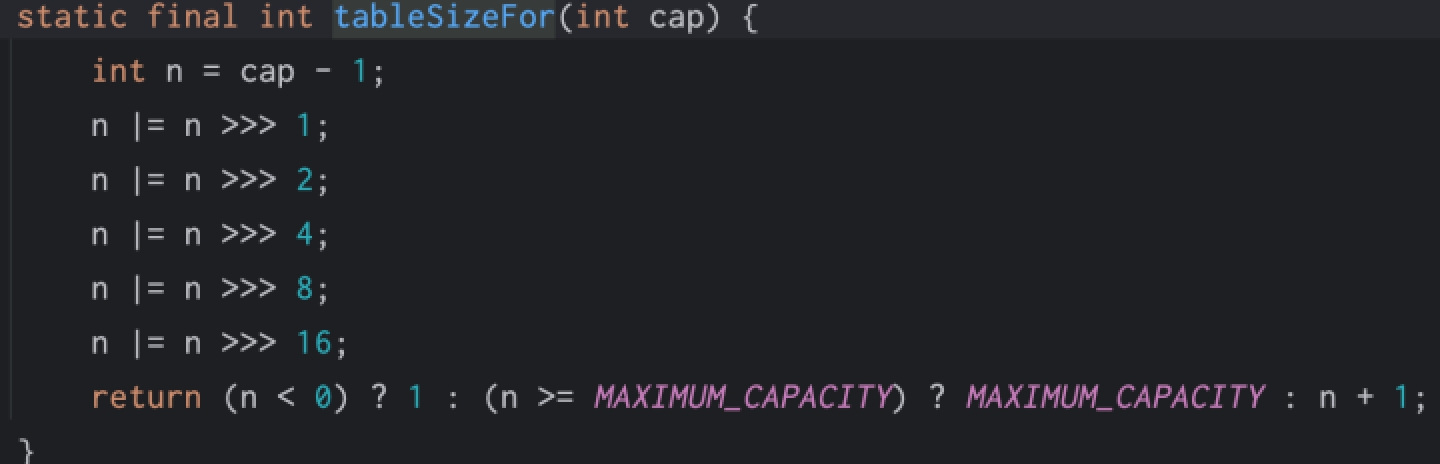 static final int tableSizeFor(int cap) {
    int n = cap - 1;
    n |= n >>> 1;
    n |= n >>> 2;
    n |= n >>> 4;
    n |= n >>> 8;
    n |= n >>> 16;
    return (n < 0) ? 1 : (n >= MAXIMUM_CAPACITY) ? MAXIMUM_CAPACITY : n + 1;
}